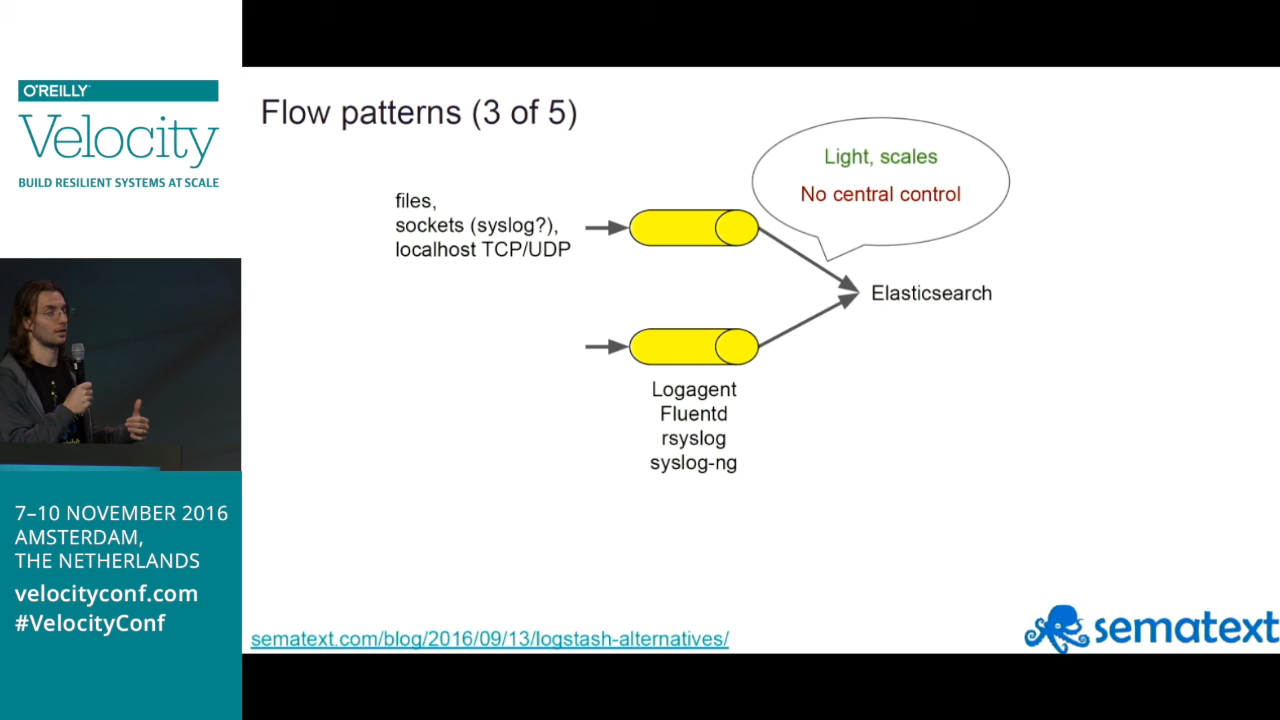 O'REILLY
Velocity
BUILD RESILIENT SYSTEMS AT SCALE
7–10 NOVEMBER 2016
AMSTERDAM,
THE NETHERLANDS
velocityconf.com
#VelocityConf
Flow patterns (3 of 5)
Light, scales
No central control
files,
sockets (syslog?),
localhost TCP/UDP
Elasticsearch
Logagent
Fluentd
rsyslog
syslog-ng
sematext.com/blog/2016/09/13/logstash-alternatives/
sematext